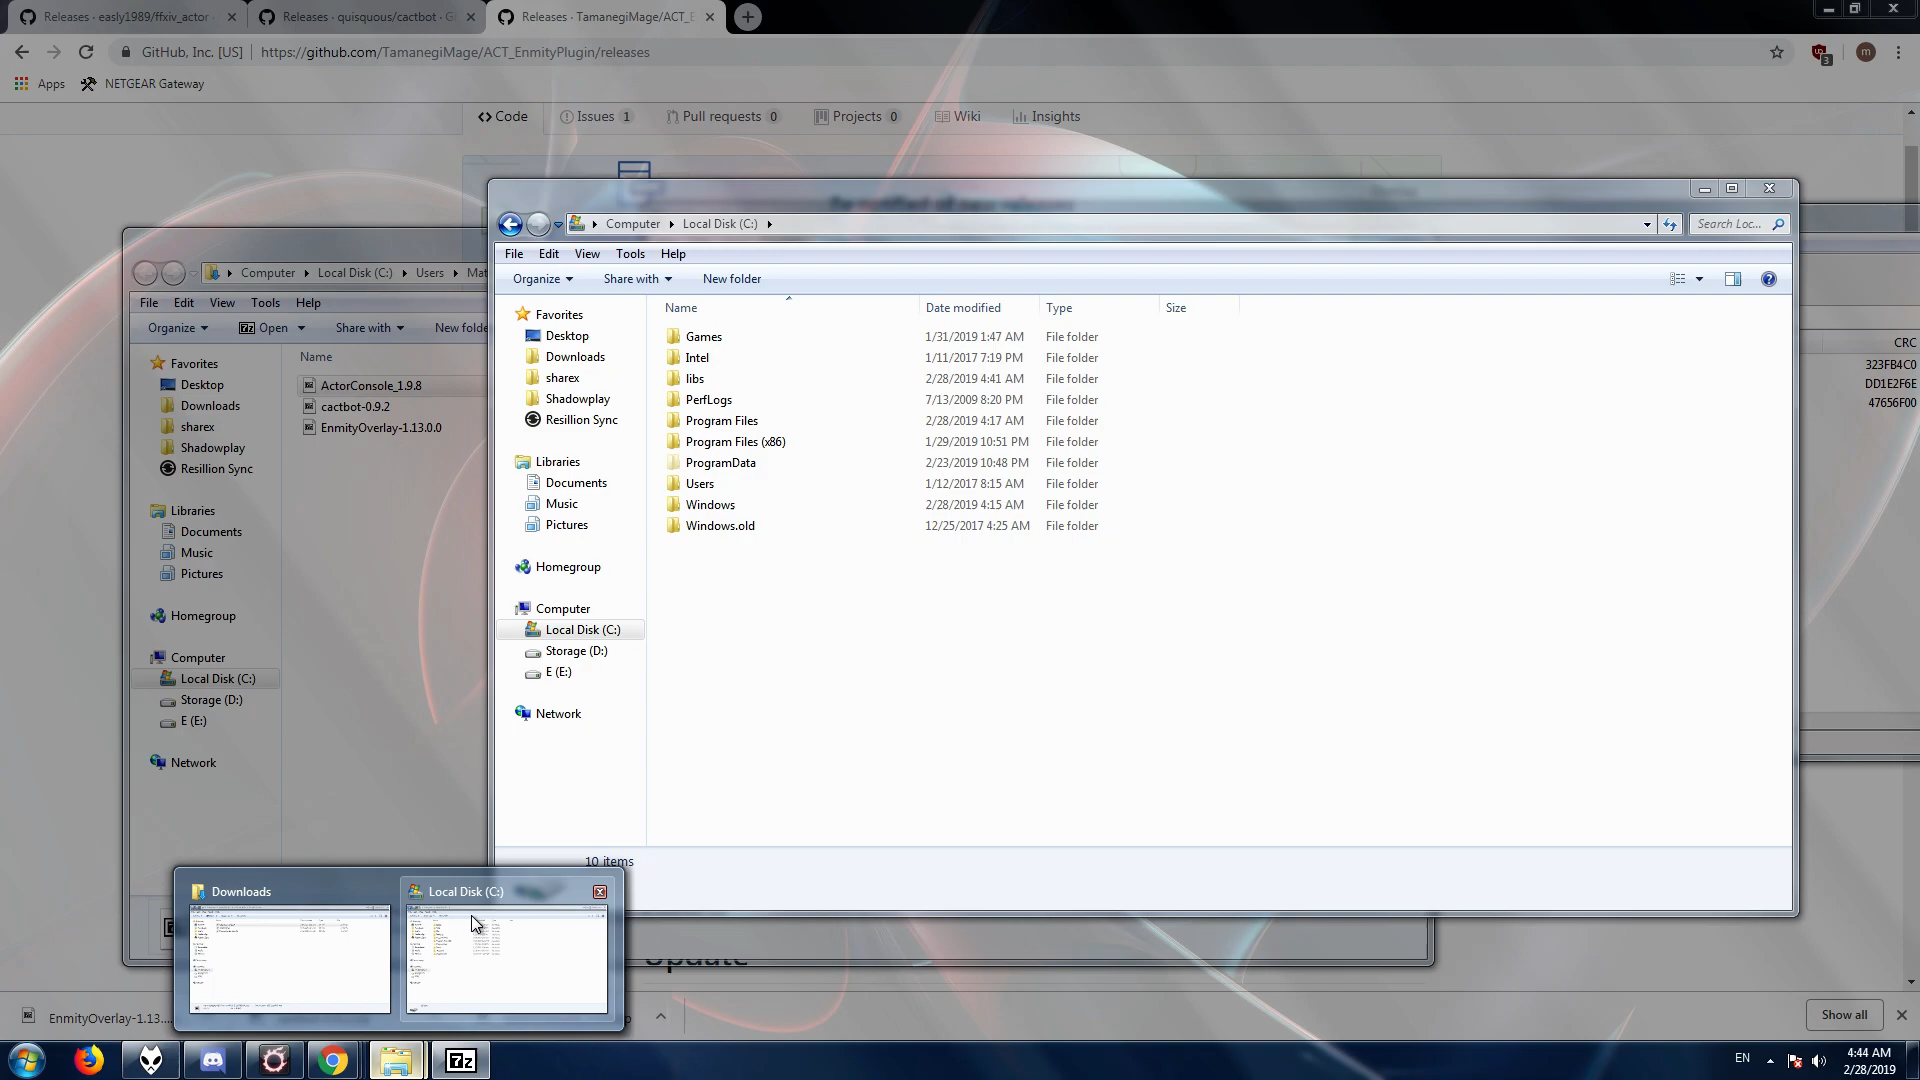 Releases · easly1989/ffxiv_actor
Releases · quisquous/cactbot · G
Releases · TamanegiMage/ACT_E
GitHub, Inc. [US] https://github.com/TamanegiMage/ACT_EnmityPlugin/releases
3
m
Apps NETGEAR Gateway
Code Issues 1 Pull requests 0 Projects 0 Wiki Insights
Computer Local Disk (C:) Search Loc...
File Edit View Tools Help
Organize Share with New folder
Name Date modified Type Size
Favorites
Desktop
Downloads
sharex
Shadowplay
Resillion Sync
Libraries
Documents
Music
Pictures
Homegroup
Computer
Local Disk (C:)
Storage (D:)
E (E:)
Network
Games 1/31/2019 1:47 AM File folder
Intel 1/11/2017 7:19 PM File folder
libs 2/28/2019 4:41 AM File folder
PerfLogs 7/13/2009 8:20 PM File folder
Program Files 2/28/2019 4:17 AM File folder
Program Files (x86) 1/29/2019 10:51 PM File folder
ProgramData 2/23/2019 10:48 PM File folder
Users 1/12/2017 8:15 AM File folder
Windows 2/28/2019 4:15 AM File folder
Windows.old 12/25/2017 4:25 AM File folder
10 items
Computer Local Disk (C:) Users Mat
File Edit View Tools Help
Organize 7z Open Share with New folde
Name
ActorConsole_1.9.8
cactbot-0.9.2
EnmityOverlay-1.13.0.0
Favorites
Desktop
Downloads
sharex
Shadowplay
Resillion Sync
Libraries
Documents
Music
Pictures
Homegroup
Computer
Local Disk (C:)
Storage (D:)
E (E:)
Network
CRC
323FB4C0
DD1E2F6E
47656F00
Update
Downloads
Local Disk (C:)
EnmityOverlay-1.13....
Show all
7z
EN
4:44 AM
2/28/2019